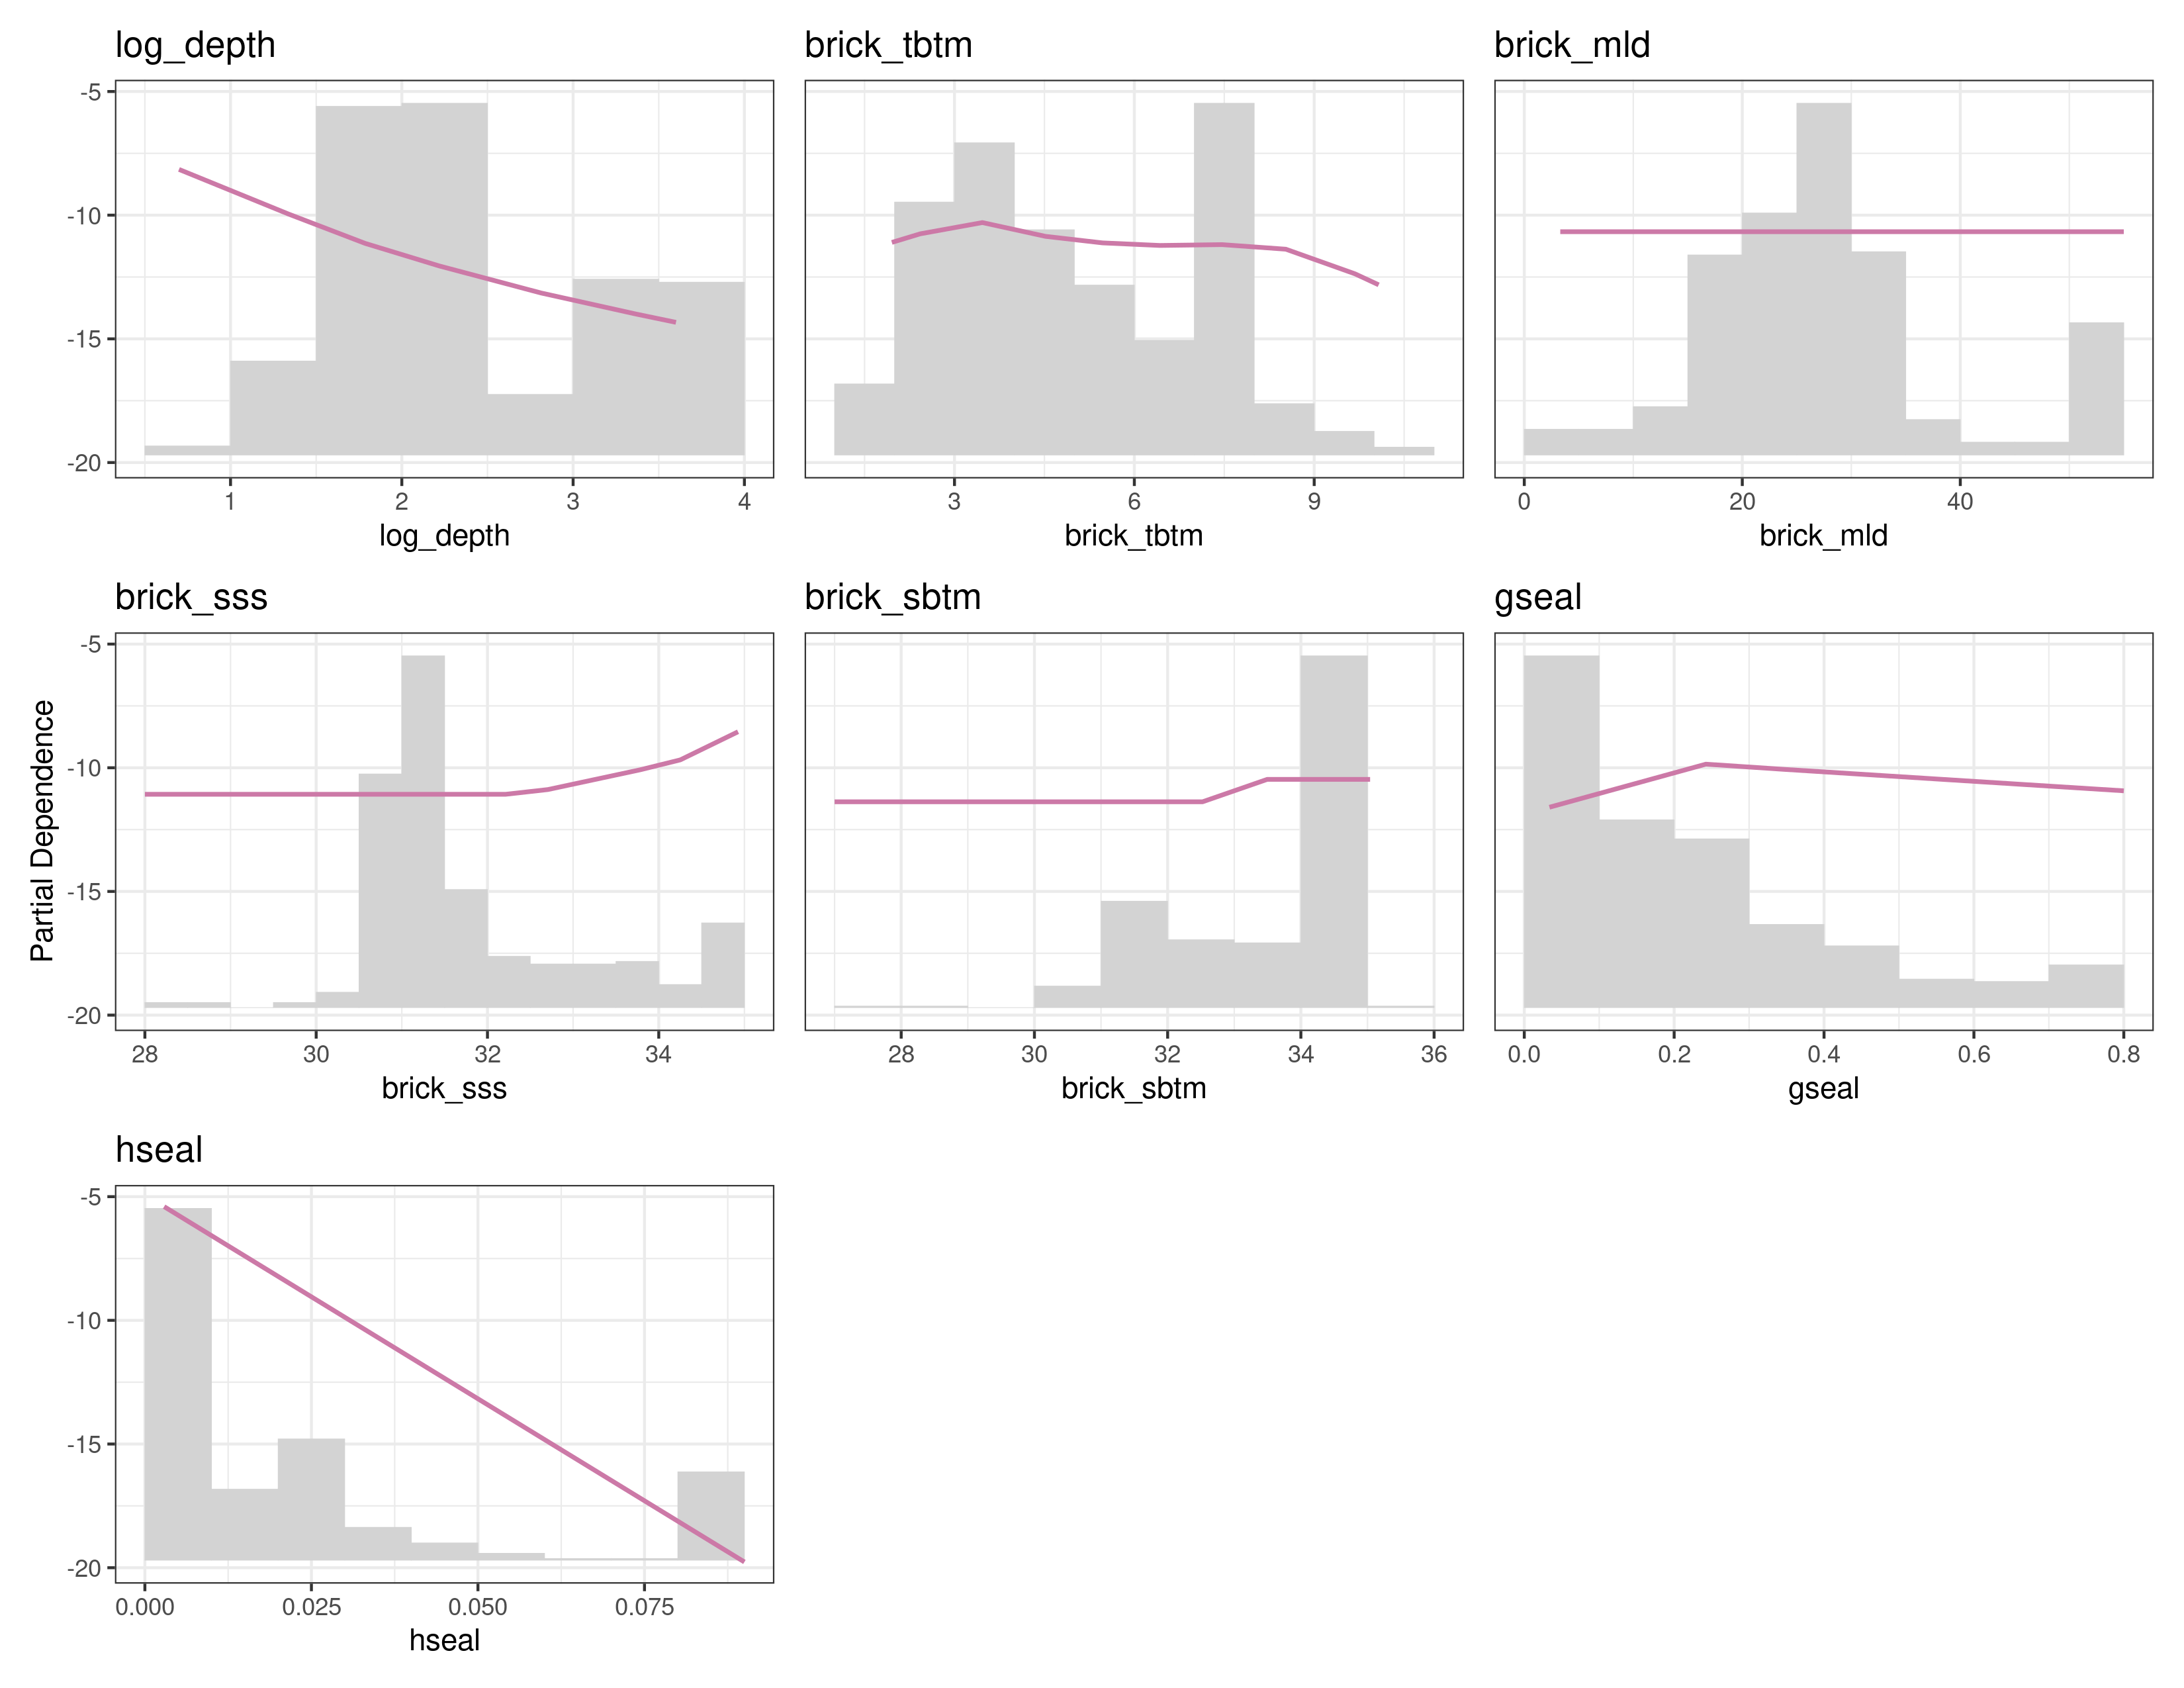 log_depth
brick_tbtm
brick_mld
-5
-10
-15
-20
1 2 3 4
3 6 9
0 20 40
log_depth
brick_tbtm
brick_mld
brick_sss
brick_sbtm
gseal
Partial Dependence
-5
-10
-15
-20
28 30 32 34
28 30 32 34 36
0.0 0.2 0.4 0.6 0.8
brick_sss
brick_sbtm
gseal
hseal
-5
-10
-15
-20
0.000 0.025 0.050 0.075
hseal